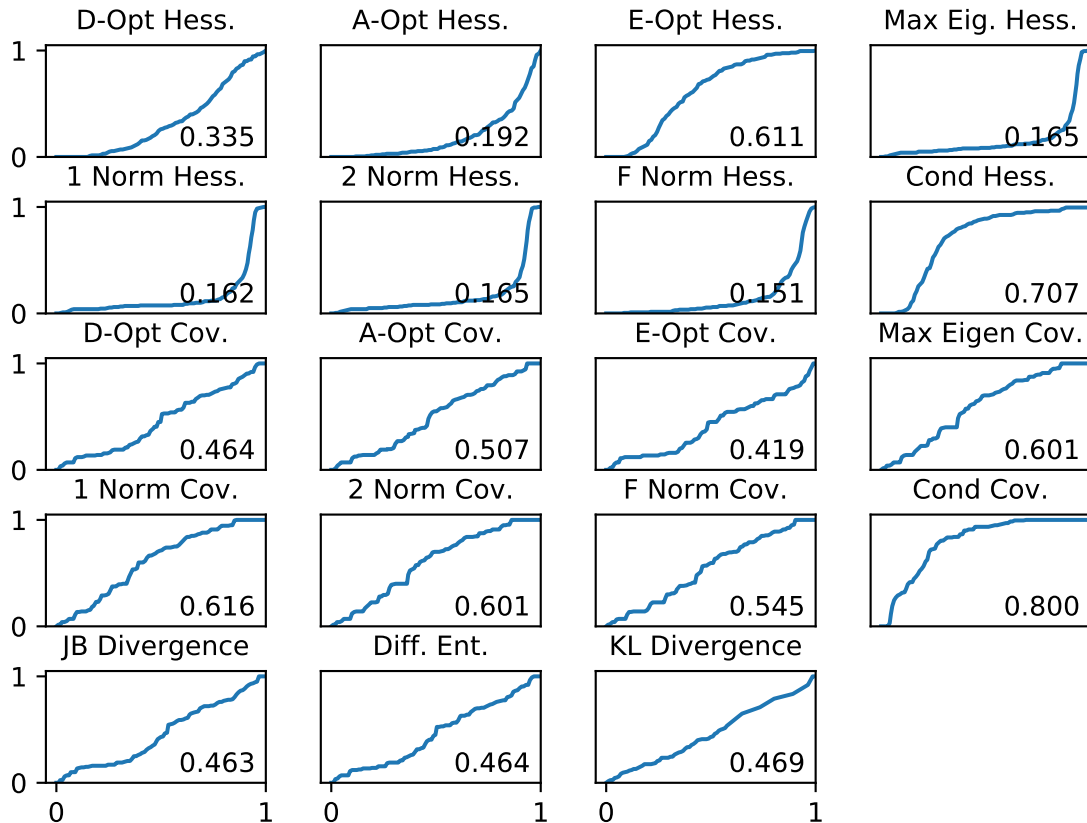 D-Opt Hess. A-Opt Hess. E-Opt Hess. Max Eig. Hess.
1
0.335 0.192 0.611 0.165
0
1 Norm Hess. 2 Norm Hess. F Norm Hess. Cond Hess.
1
0.162 0.165 0.151 0.707
0
D-Opt Cov. A-Opt Cov. E-Opt Cov. Max Eigen Cov.
1
0.464 0.507 0.419 0.601
0
1 Norm Cov. 2 Norm Cov. F Norm Cov. Cond Cov.
1
0.616 0.601 0.545 0.800
0
JB Divergence Diff. Ent. KL Divergence
1
0.463 0.464 0.469
0
0 1 0 1 0 1